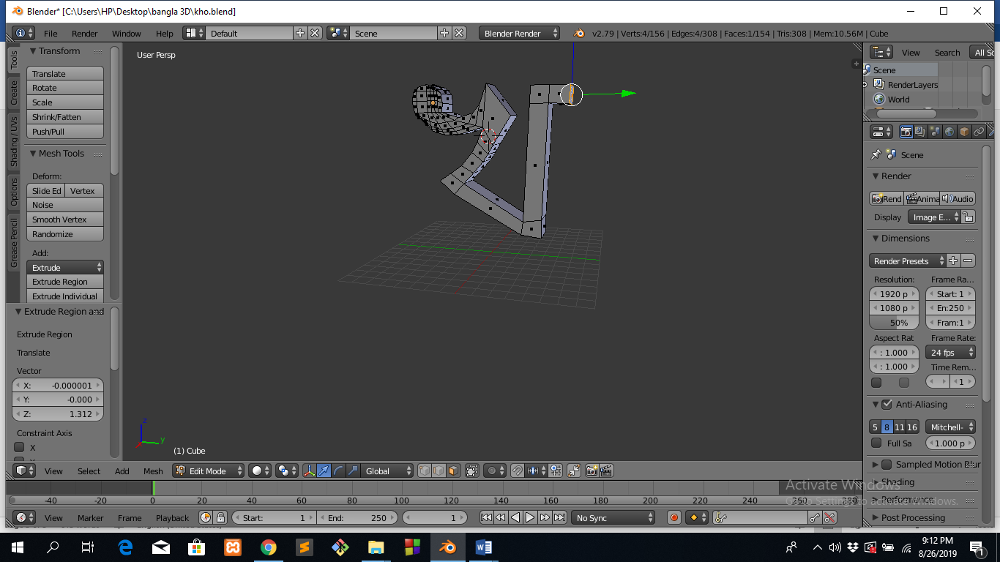 Blender* [C:\Users\HP\Desktop\bangla 3D\kho.blend]
File Render Window Help Default Scene Blender Render v2.79 | Verts:4/156 | Edges:4/308 | Faces:1/154 | Tris:308 | Mem:10.56M | Cube
Tools
Create
Shading / UVs
Options
Grease Pencil
Transform
Translate
Rotate
Scale
Shrink/Fatten
Push/Pull
Mesh Tools
Deform:
Slide Ed Vertex
Noise
Smooth Vertex
Randomize
Add:
Extrude
Extrude Region
Extrude Individual
Extrude Region and
Extrude Region
Translate
Vector
X: -0.000001
Y: -0.000
Z: 1.312
Constraint Axis
X
User Persp
z
y
(1) Cube
View Search All Sc
Scene
RenderLayers
World
Scene
Render
Rend Anima Audio
Display Image E...
Dimensions
Render Presets
Resolution: Frame Ra...
1920 p Start: 1
1080 p En:250
50% Fram:1
Aspect Rat Frame Rate:
: 1.000 24 fps
: 1.000 Time Rem...
1
Anti-Aliasing
5 8 11 16 Mitchell-
Full Sa 1.000 p
Sampled Motion Blur
Shading
Performance
Post Processing
View Select Add Mesh Edit Mode Global
Activate Windows
Go to Settings to activate Windows.
-40 -20 0 20 40 60 80 100 120 140 160 180 200 220 240 260 280
View Marker Frame Playback Start: 1 End: 250 1 No Sync
9:12 PM
8/26/2019
1